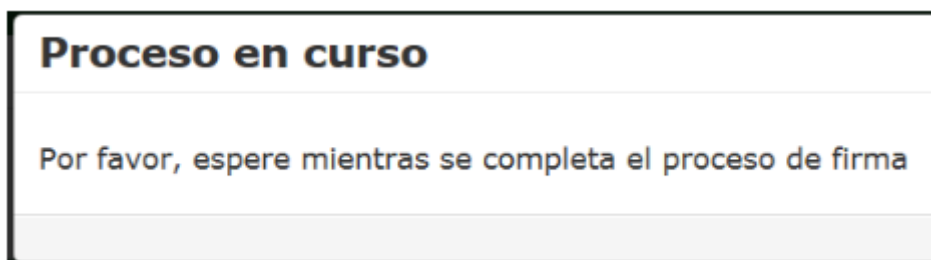 Proceso en curso
Por favor, espere mientras se completa el proceso de firma